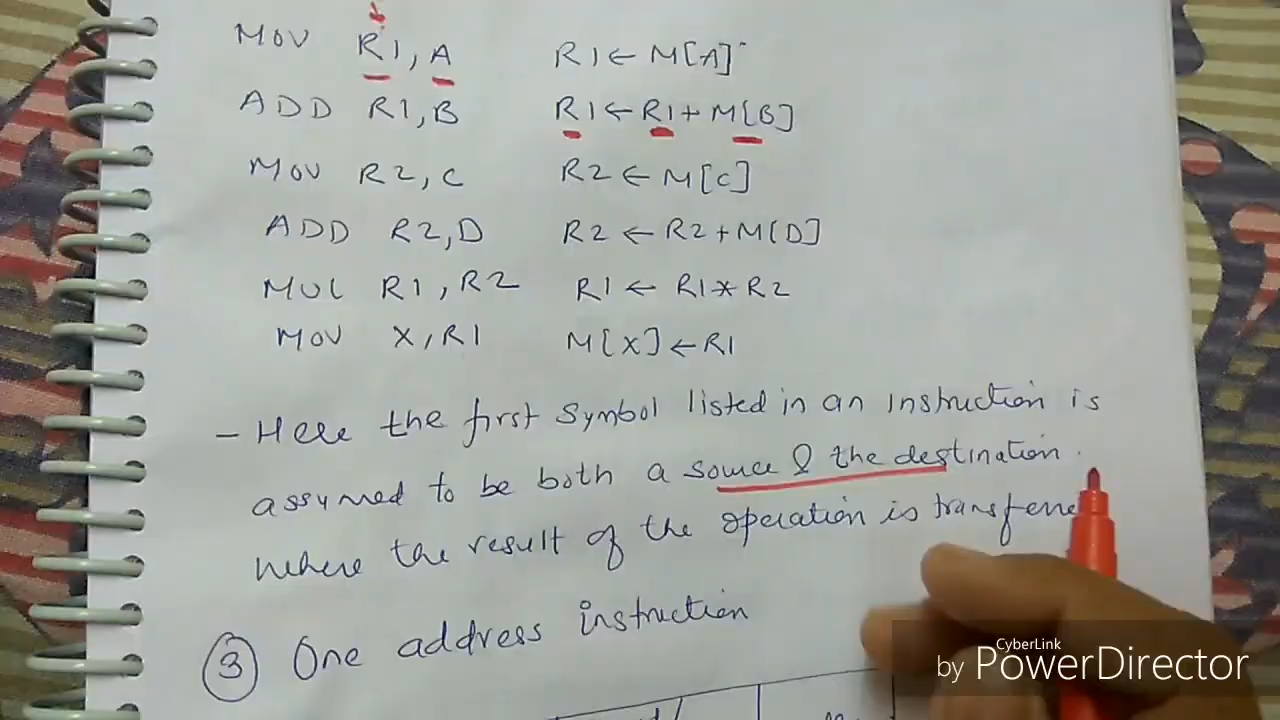 MOV R1, A R1 ← M[A]
ADD R1, B R1 ← R1 + M[B]
MOV R2, C R2 ← M[C]
ADD R2, D R2 ← R2 + M[D]
MUL R1, R2 R1 ← R1 * R2
MOV X, R1 M[X] ← R1
- Here the first symbol listed in an instruction is
assumed to be both a source & the destination
where the result of the operation is
③ One address instruction
CyberLink
by PowerDirector